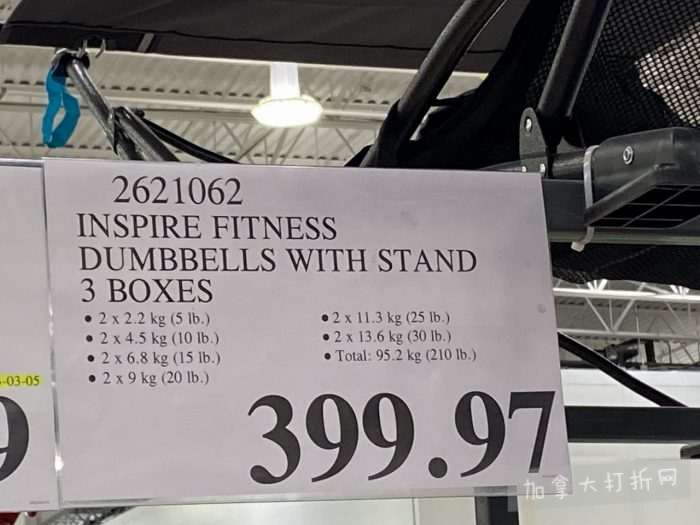 2621062
INSPIRE FITNESS
DUMBBELLS WITH STAND
3 BOXES
• 2 x 2.2 kg (5 lb.)
• 2 x 4.5 kg (10 lb.)
• 2 x 6.8 kg (15 lb.)
• 2 x 9 kg (20 lb.)
• 2 x 11.3 kg (25 lb.)
• 2 x 13.6 kg (30 lb.)
• Total: 95.2 kg (210 lb.)
399.97
-03-05
9
加拿大打折网